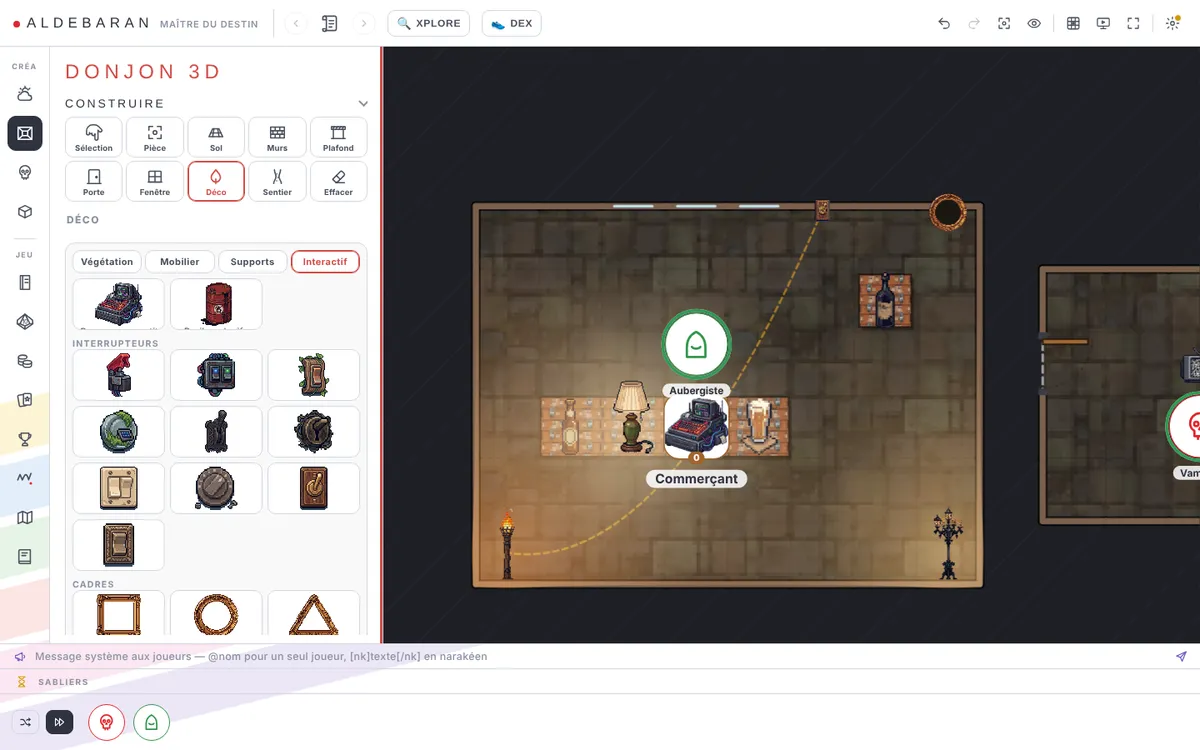 ALDEBARAN MAÎTRE DU DESTIN
XPLORE
DEX
CRÉA
JEU
DONJON 3D
CONSTRUIRE
Sélection
Pièce
Sol
Murs
Plafond
Porte
Fenêtre
Déco
Sentier
Effacer
DÉCO
Végétation
Mobilier
Supports
Interactif
INTERRUPTEURS
CADRES
Aubergiste
0
Commerçant
Vam
Message système aux joueurs — @nom pour un seul joueur, [nk]texte[/nk] en narakéen
SABLIERS